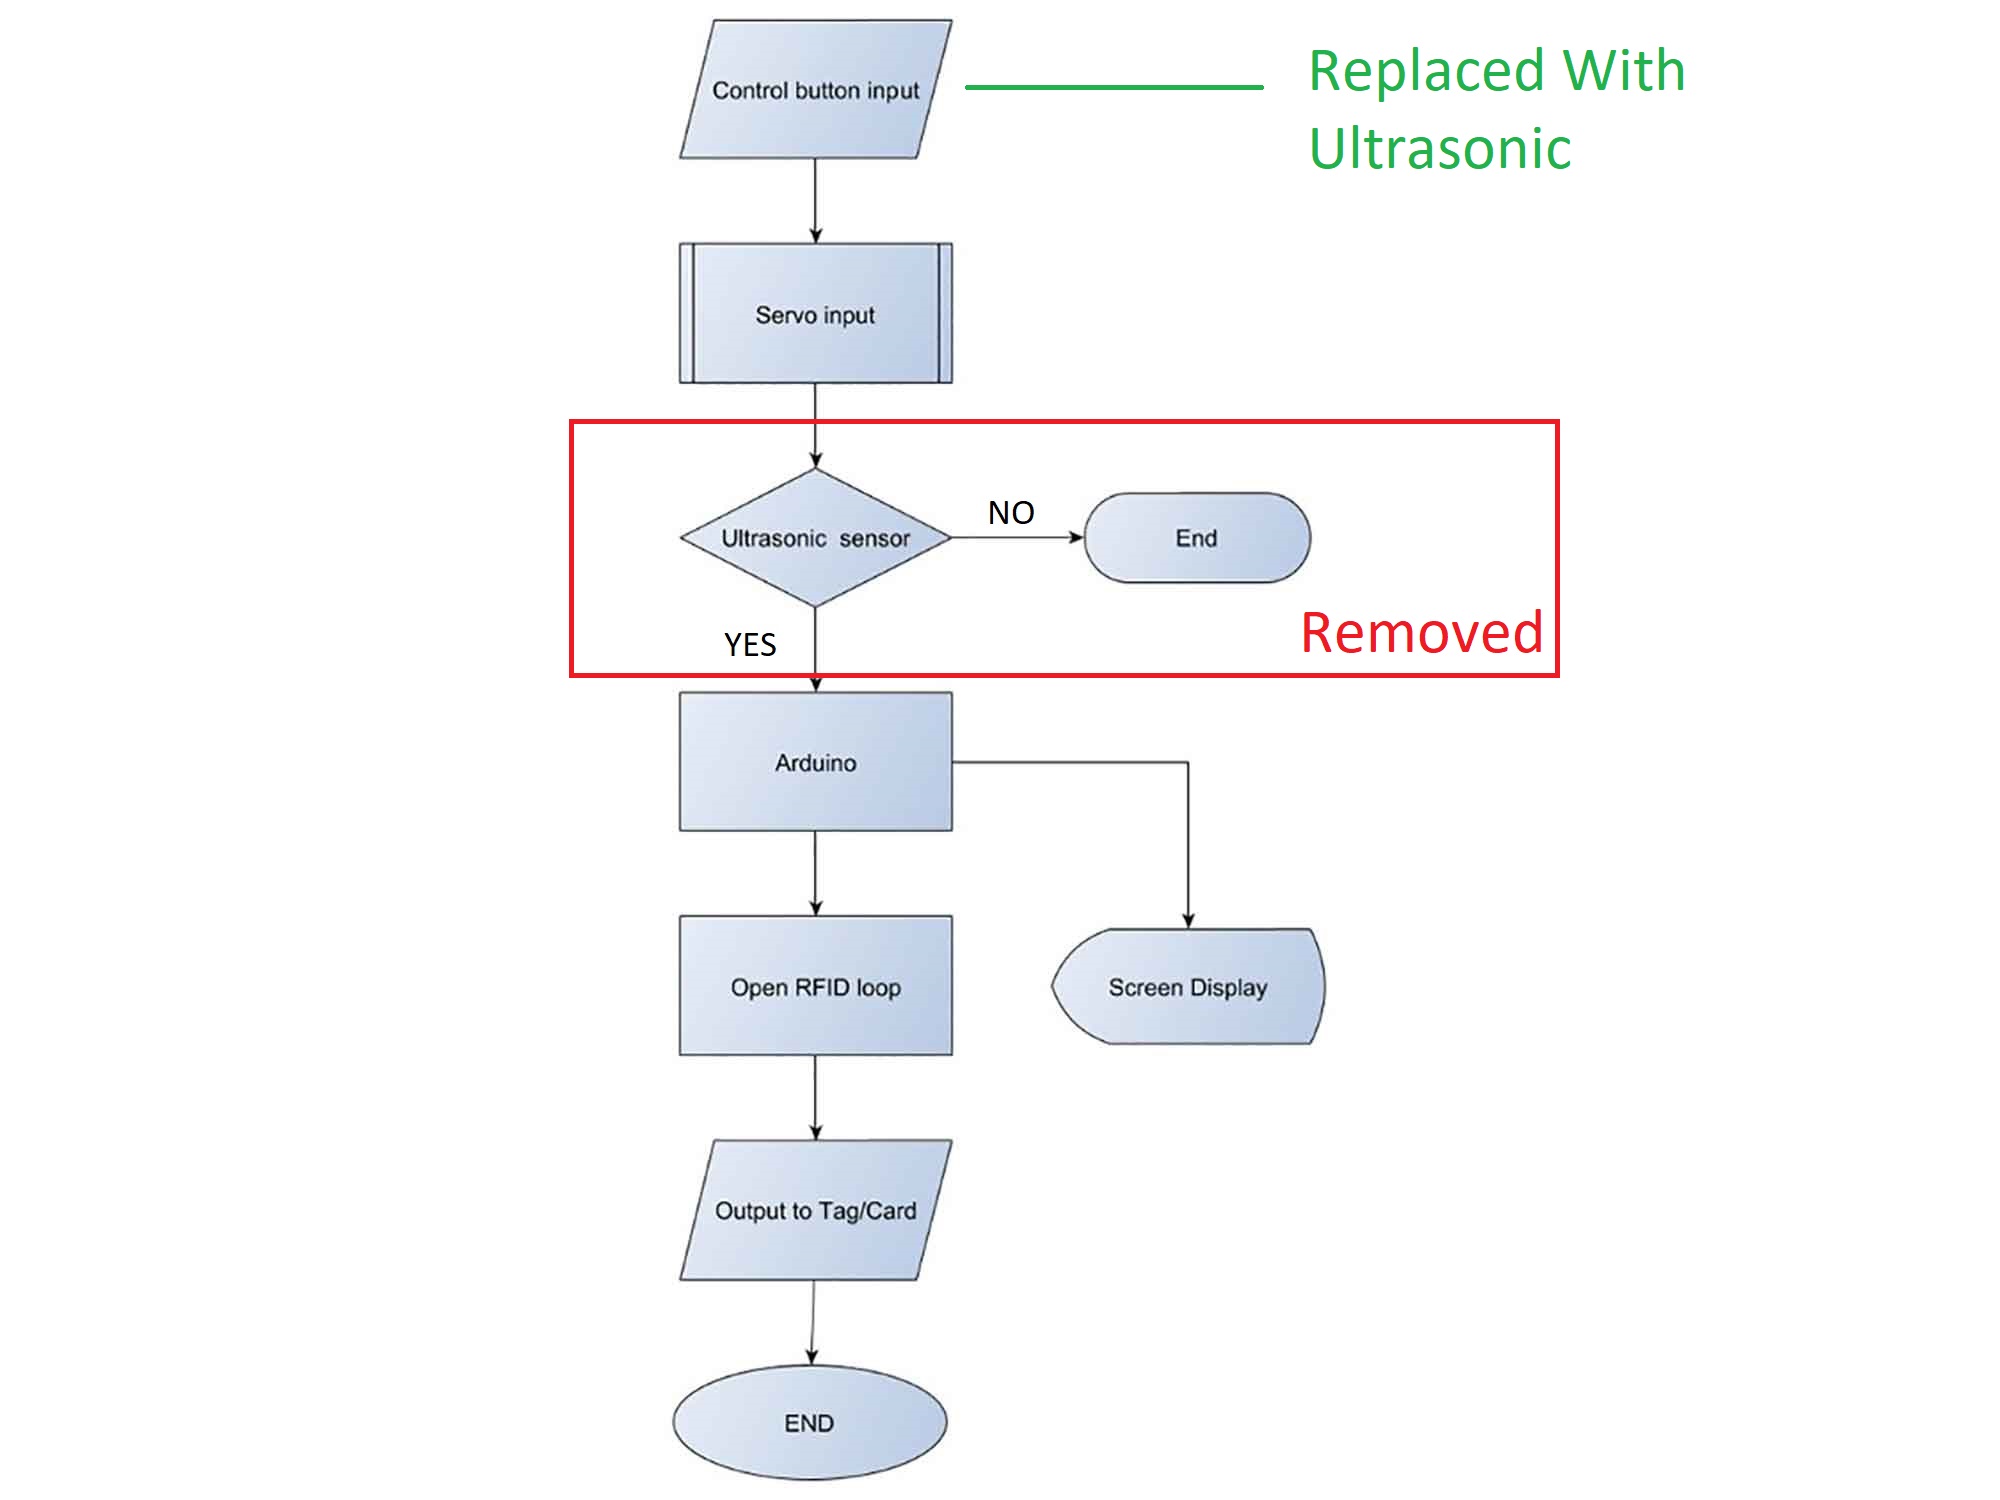 Control button input
Replaced With
Ultrasonic
Servo input
Ultrasonic sensor
NO
End
Removed
YES
Arduino
Open RFID loop
Screen Display
Output to Tag/Card
END